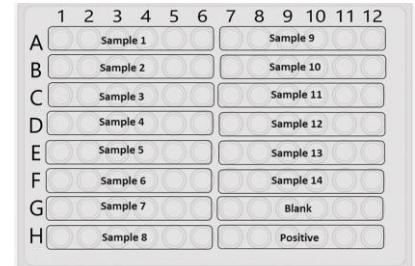 1 2 3 4 5 6 7 8 9 10 11 12
A Sample 1 Sample 9
B Sample 2 Sample 10
C Sample 3 Sample 11
D Sample 4 Sample 12
E Sample 5 Sample 13
F Sample 6 Sample 14
G Sample 7 Blank
H Sample 8 Positive